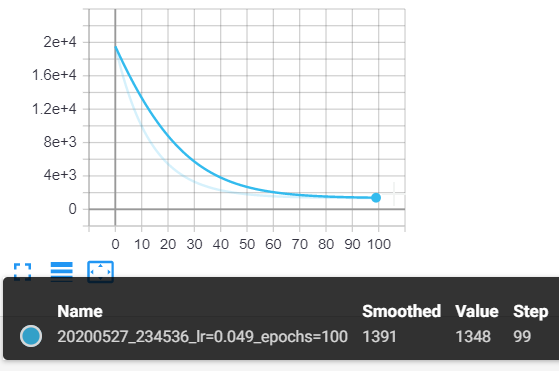 2e+4
1.6e+4
1.2e+4
8e+3
4e+3
0
0 10 20 30 40 50 60 70 80 90 100
Name Smoothed Value Step
20200527_234536_lr=0.049_epochs=100 1391 1348 99